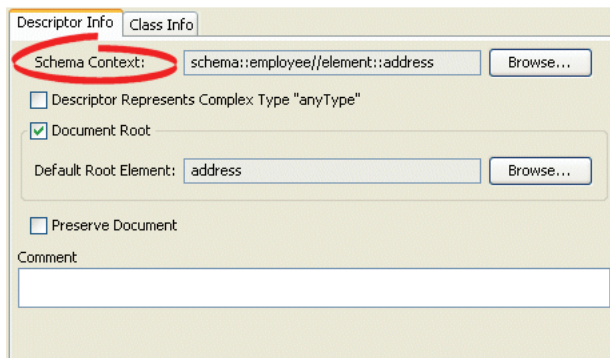 Descriptor Info Class Info
Schema Context: schema::employee//element::address Browse...
Descriptor Represents Complex Type "anyType"
Document Root
Default Root Element: address Browse...
Preserve Document
Comment